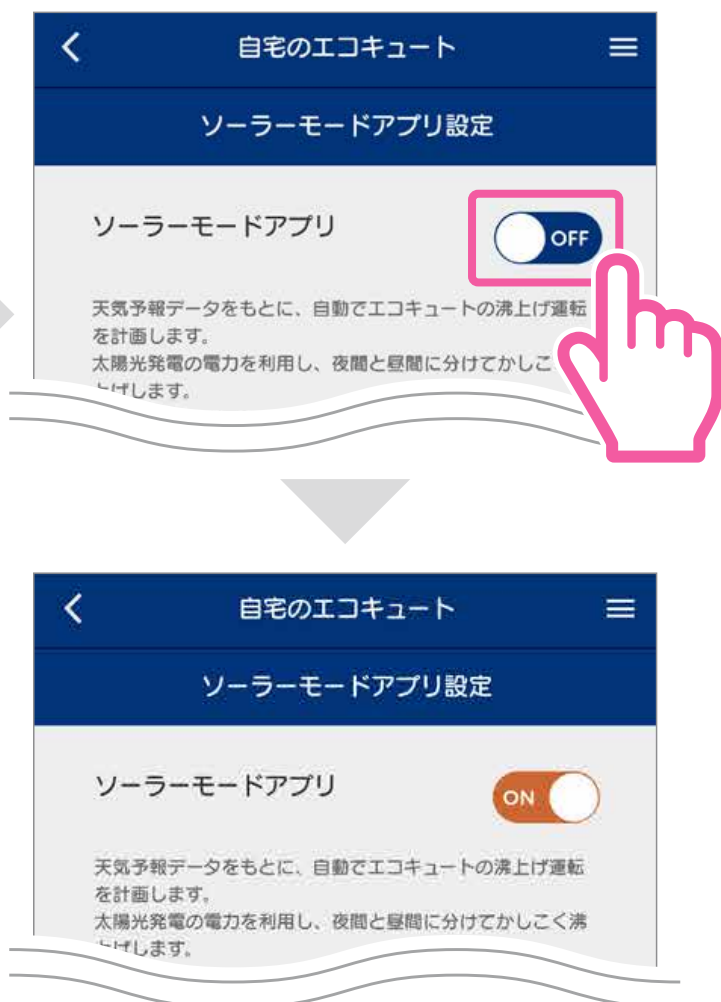 自宅のエコキュート
ソーラーモードアプリ設定
ソーラーモードアプリ
OFF
天気予報データをもとに、自動でエコキュートの沸上げ運転
を計画します。
太陽光発電の電力を利用し、夜間と昼間に分けてかしこ
上げします。
自宅のエコキュート
ソーラーモードアプリ設定
ソーラーモードアプリ
ON
天気予報データをもとに、自動でエコキュートの沸上げ運転
を計画します。
太陽光発電の電力を利用し、夜間と昼間に分けてかしこく沸
上げします。